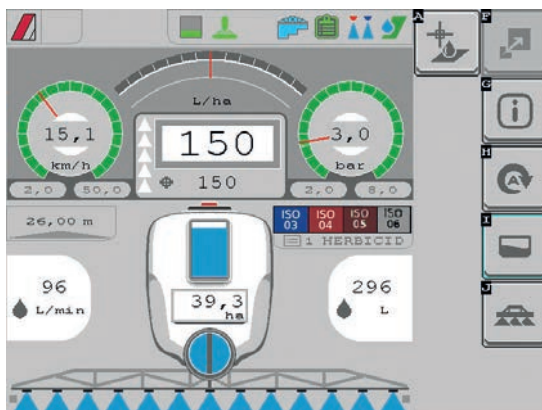 A
F
L/ha
G
15,1
km/h
150
3,0
bar
2,0
50,0
150
2,0
8,0
H
A
26,00 m
ISO 03
ISO 04
ISO 05
ISO 06
1 HERBICID
I
96
L/min
39,3
ha
296
L
J